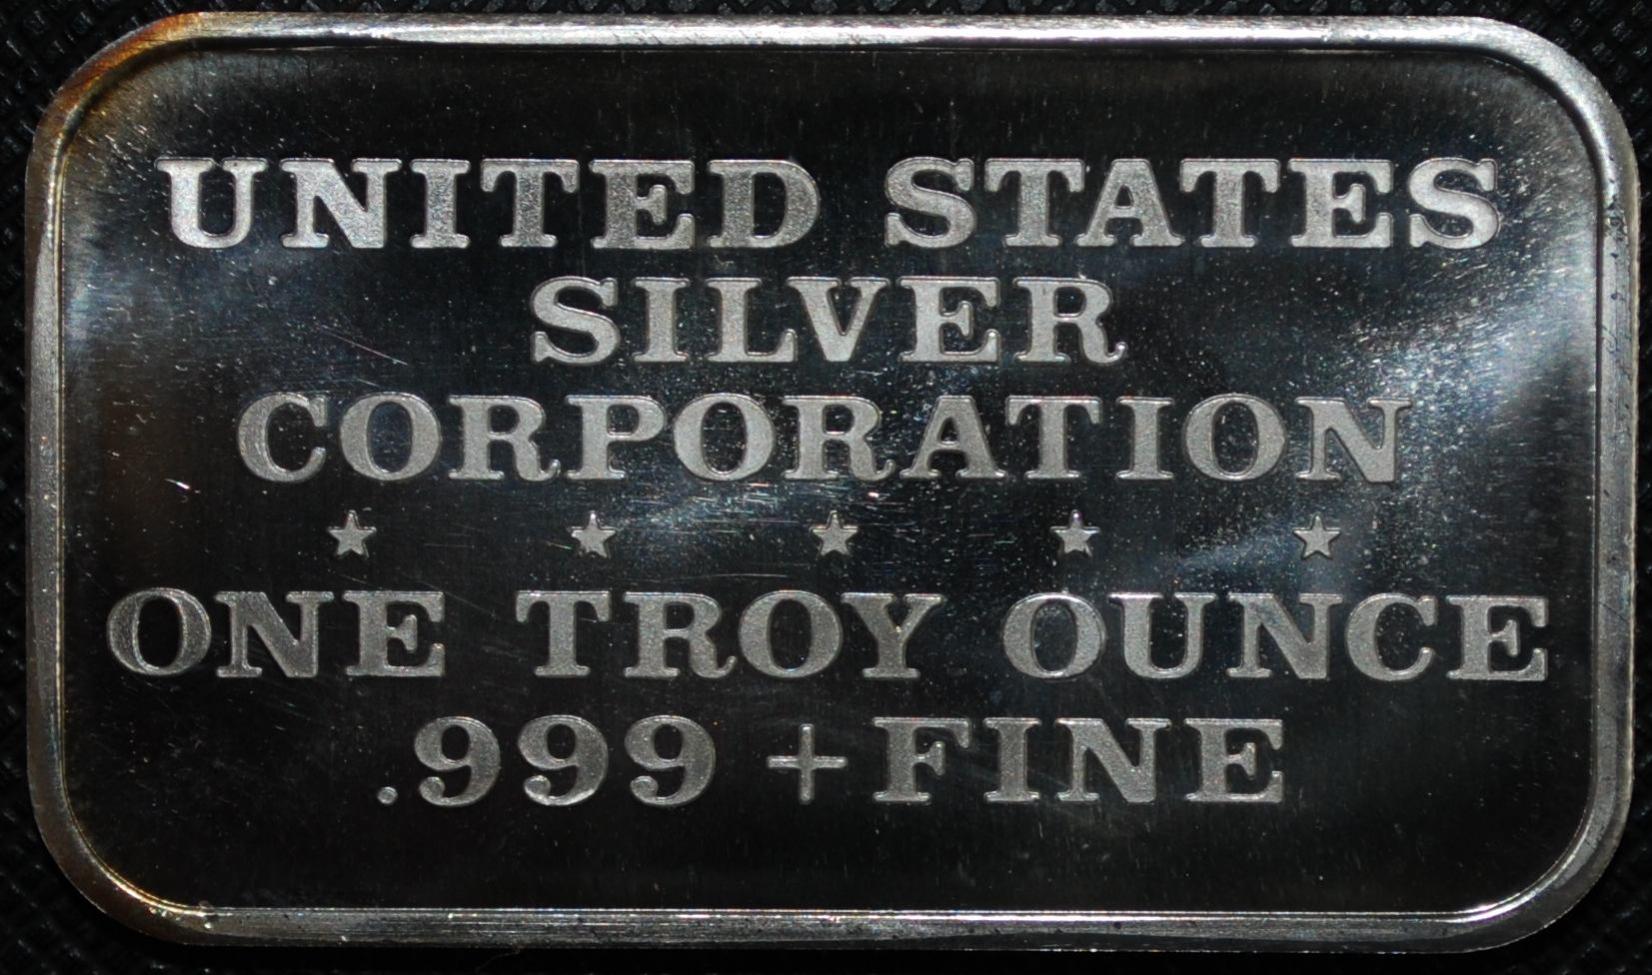 UNITED STATES
SILVER
CORPORATION
★ ★ ★ ★ ★
ONE TROY OUNCE
.999 + FINE